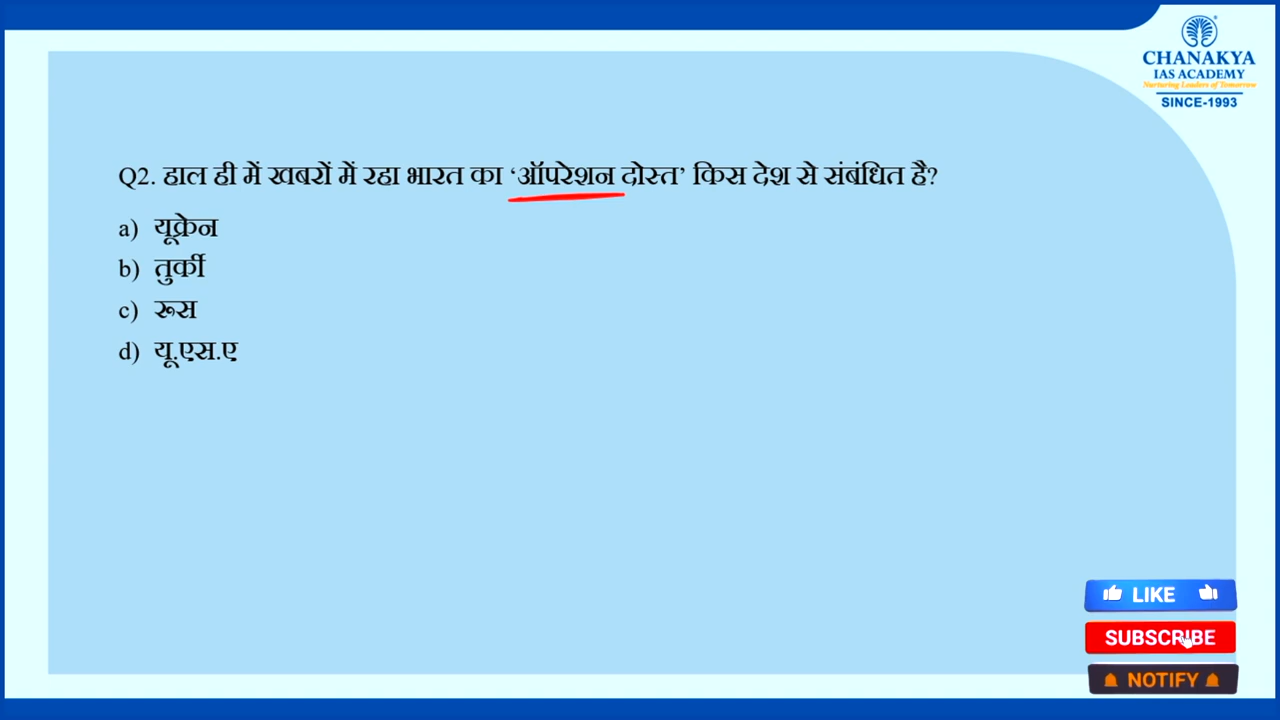 CHANAKYA
IAS ACADEMY
Nurturing Leaders of Tomorrow
SINCE-1993
Q2. हाल ही में खबरों में रहा भारत का ‘ऑपरेशन दोस्त’ किस देश से संबंधित है?
a) यूक्रेन
b) तुर्की
c) रूस
d) यू.एस.ए
LIKE
SUBSCRIBE
NOTIFY